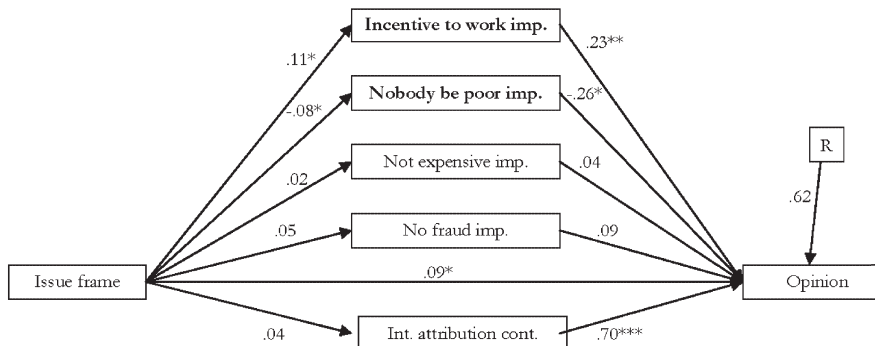 Incentive to work imp.
.11*
.23**
Nobody be poor imp.
-.08*
-.26*
R
Not expensive imp.
.02
.04
.62
No fraud imp.
.05
.09
Issue frame
.09*
Opinion
Int. attribution cont.
.04
.70***